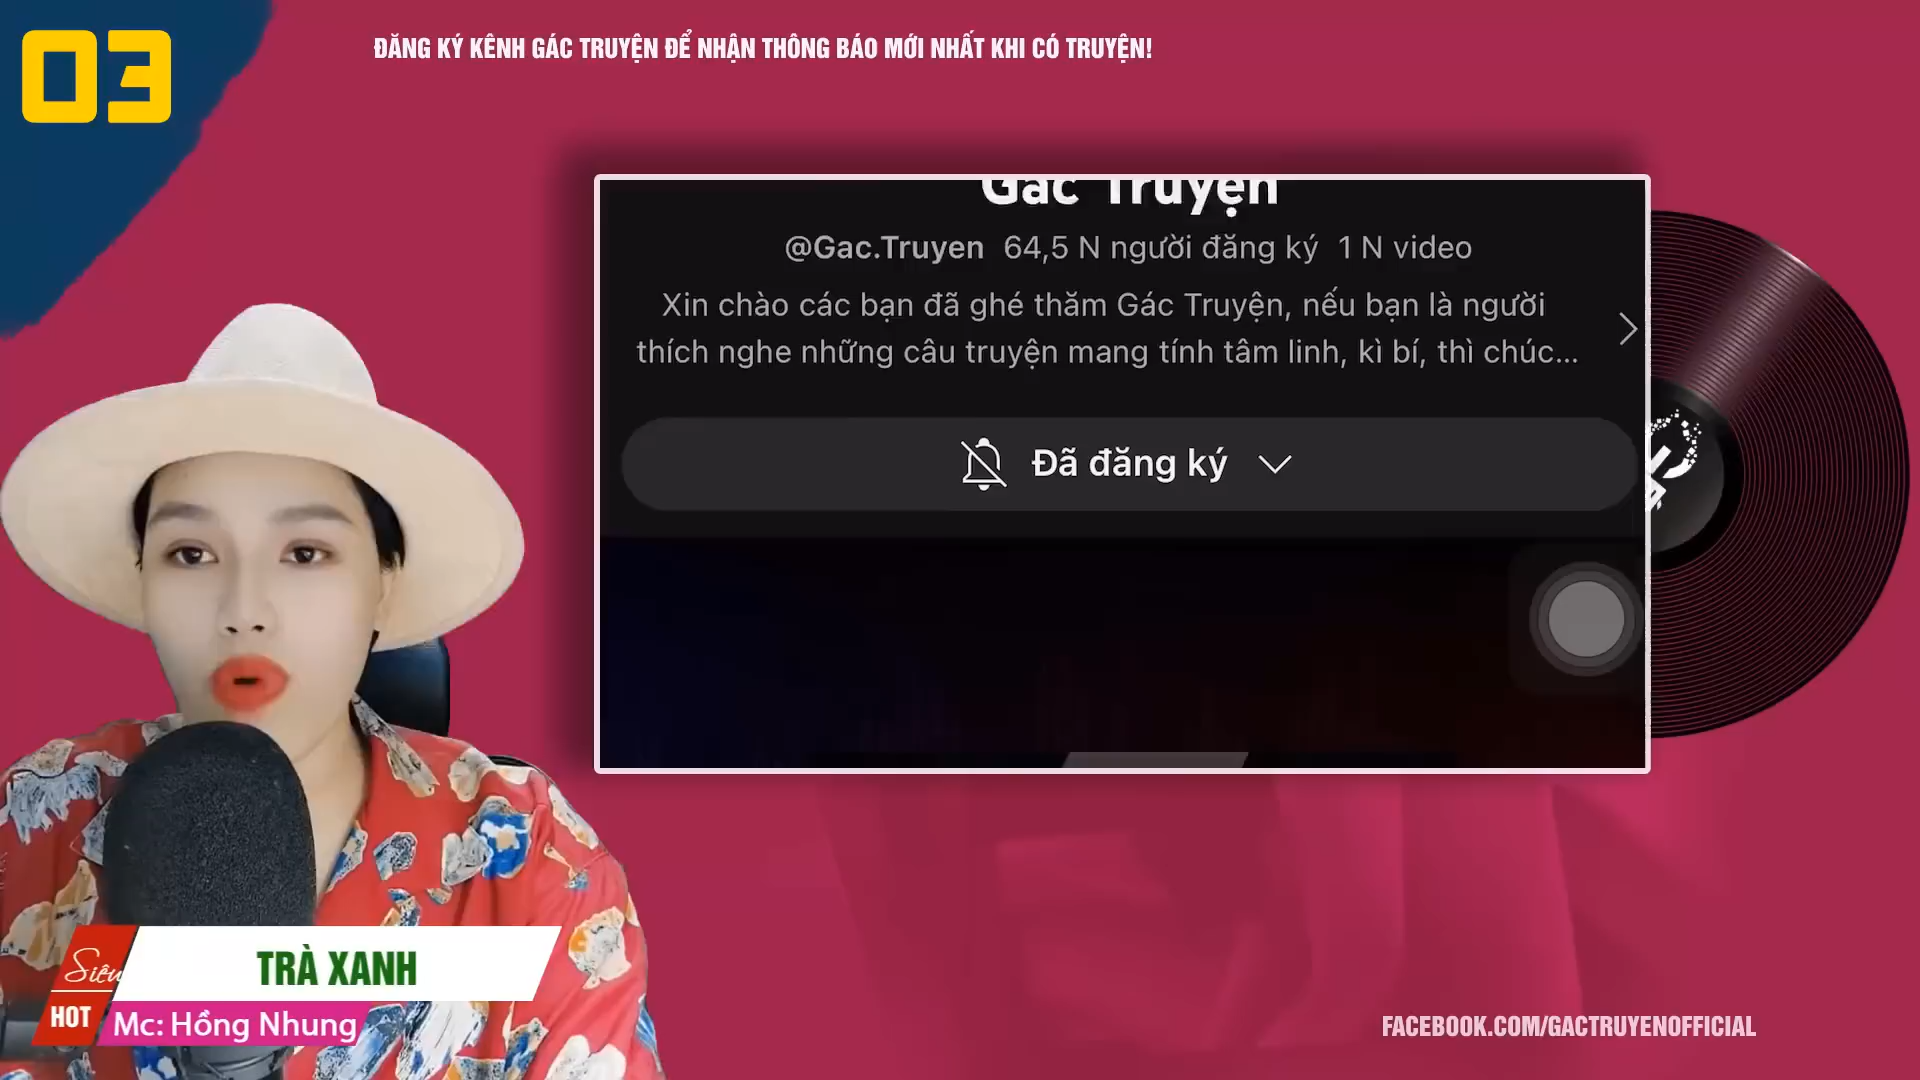 03
ĐĂNG KÝ KÊNH GÁC TRUYỆN ĐỂ NHẬN THÔNG BÁO MỚI NHẤT KHI CÓ TRUYỆN!
Gác Truyện
@Gac.Truyen 64,5 N người đăng ký 1 N video
Xin chào các bạn đã ghé thăm Gác Truyện, nếu bạn là người
thích nghe những câu truyện mang tính tâm linh, kì bí, thì chúc...
Đã đăng ký
Siêu
HOT
TRÀ XANH
Mc: Hồng Nhung
FACEBOOK.COM/GACTRUYENOFFICIAL